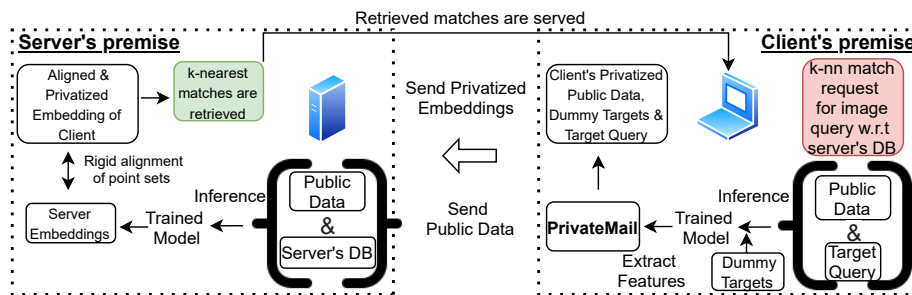 Retrieved matches are served
Server's premise
Aligned &
Privatized
Embedding of
Client
k-nearest
matches are
retrieved
Rigid alignment
of point sets
Server
Embeddings
Trained
Model
Inference
Public
Data
&
Server's DB
Send Privatized
Embeddings
Send
Public Data
Client's premise
Client's Privatized
Public Data,
Dummy Targets &
Target Query
k-nn match
request
for image
query w.r.t
server's DB
PrivateMail
Extract
Features
Trained
Model
Inference
Dummy
Targets
Public
Data
&
Target
Query